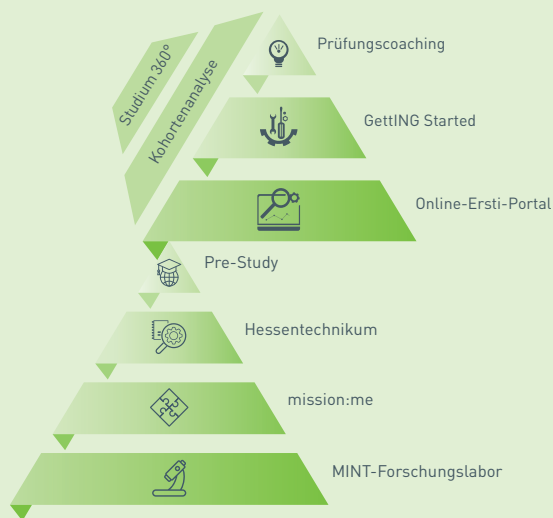 Studium 360°
Kohortenanalyse
Prüfungscoaching
GettING Started
Online-Ersti-Portal
Pre-Study
Hessentechnikum
mission:me
MINT-Forschungslabor